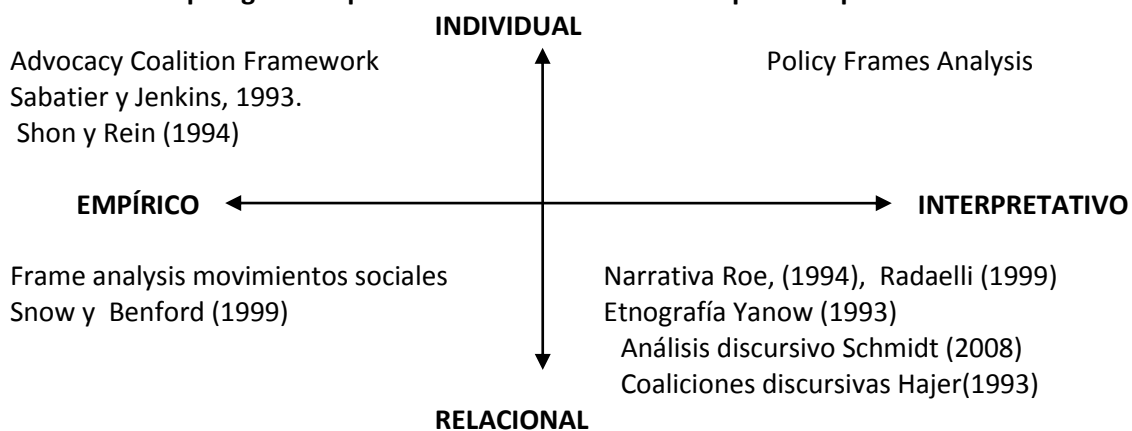 INDIVIDUAL
Advocacy Coalition Framework
Policy Frames Analysis
Sabatier y Jenkins, 1993.
Shon y Rein (1994)
EMPÍRICO
INTERPRETATIVO
Frame analysis movimientos sociales
Snow y Benford (1999)
Narrativa Roe, (1994), Radaelli (1999)
Etnografía Yanow (1993)
Análisis discursivo Schmidt (2008)
Coaliciones discursivas Hajer(1993)
RELACIONAL